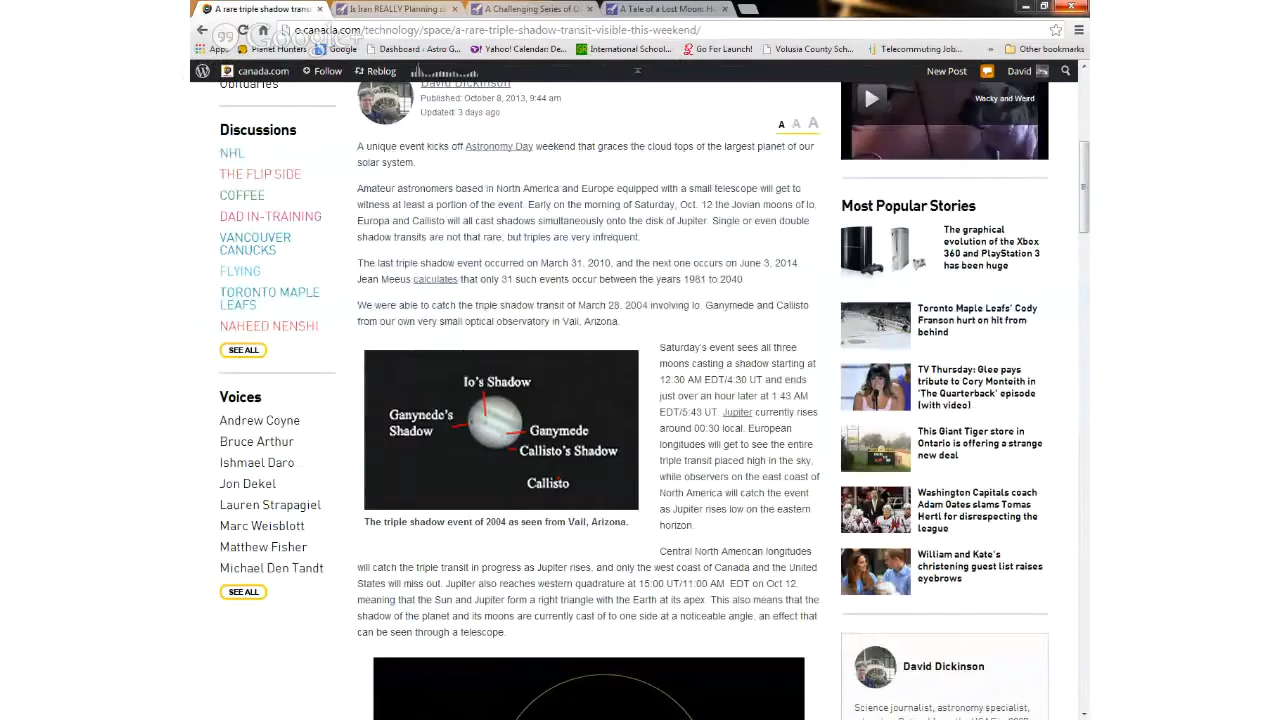 A rare triple shadow trans
Is Iran REALLY Planning
A Challenging Series of O
A Tale of a Lost Moon: H
o.canada.com/technology/space/a-rare-triple-shadow-transit-visible-this-weekend/
Google+
Apps
Planet Hunters
Google
Dashboard ‹ Astro G...
Yahoo! Calendar De...
International Societ...
Go For Launch!
Volusia County Sch...
Telecommuting Job...
»
Other bookmarks
canada.com
Follow
Reblog
New Post
David
Obituaries
Discussions
NHL
THE FLIP SIDE
COFFEE
DAD IN-TRAINING
VANCOUVER
CANUCKS
FLYING
TORONTO MAPLE
LEAFS
NAHEED NENSHI
SEE ALL
Voices
Andrew Coyne
Bruce Arthur
Ishmael Daro
Jon Dekel
Lauren Strapagiel
Marc Weisblott
Matthew Fisher
Michael Den Tandt
SEE ALL
David Dickinson
Published: October 8, 2013, 9:44 am
Updated: 3 days ago
A A A
A unique event kicks off Astronomy Day weekend that graces the cloud tops of the largest planet of our
solar system.
Amateur astronomers based in North America and Europe equipped with a small telescope will get to
witness at least a portion of the event. Early on the morning of Saturday, Oct. 12 the Jovian moons of Io,
Europa and Callisto will all cast shadows simultaneously onto the disk of Jupiter. Single or even double
shadow transits are not that rare, but triples are very infrequent.
The last triple shadow event occurred on March 31, 2010, and the next one occurs on June 3, 2014.
Jean Meeus calculates that only 31 such events occur between the years 1981 to 2040.
We were able to catch the triple shadow transit of March 28, 2004 involving Io, Ganymede and Callisto
from our own very small optical observatory in Vail, Arizona.
Io's Shadow
Ganynede's
Shadow
Ganymede
Callisto's Shadow
Callisto
The triple shadow event of 2004 as seen from Vail, Arizona.
Saturday's event sees all three
moons casting a shadow starting at
12:30 AM EDT/4:30 UT and ends
just over an hour later at 1:43 AM
EDT/5:43 UT. Jupiter currently rises
around 00:30 local. European
longitudes will get to see the entire
triple transit placed high in the sky,
while observers on the east coast of
North America will catch the event
as Jupiter rises low on the eastern
horizon.
Central North American longitudes
will catch the triple transit in progress as Jupiter rises, and only the west coast of Canada and the United
States will miss out. Jupiter also reaches western quadrature at 15:00 UT/11:00 AM EDT on Oct 12,
meaning that the Sun and Jupiter form a right triangle with the Earth at its apex. This also means that the
shadow of the planet and its moons are currently cast of to one side at a noticeable angle, an effect that
can be seen through a telescope.
Wacky and Weird
Most Popular Stories
The graphical
evolution of the Xbox
360 and PlayStation 3
has been huge
Toronto Maple Leafs' Cody
Franson hurt on hit from
behind
TV Thursday: Glee pays
tribute to Cory Monteith in
'The Quarterback' episode
(with video)
This Giant Tiger store in
Ontario is offering a strange
new deal
Washington Capitals coach
Adam Oates slams Tomas
Hertl for disrespecting the
league
William and Kate's
christening guest list raises
eyebrows
David Dickinson
Science journalist, astronomy specialist,